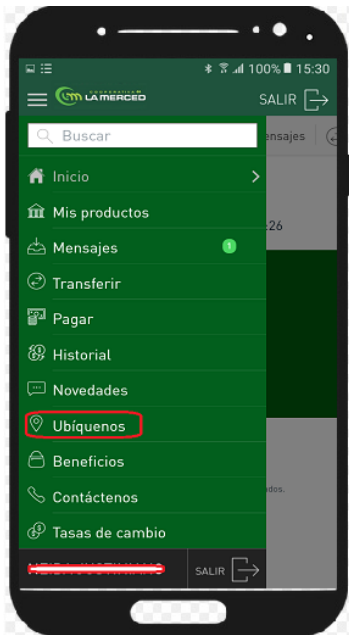 100% 15:30
COOPERATIVA
LA MERCED
SALIR
Buscar
ensajes
Inicio
:26
Mis productos
Mensajes
1
Transferir
Pagar
Historial
Novedades
Ubíquenos
Beneficios
Contáctenos
dos.
Tasas de cambio
SALIR